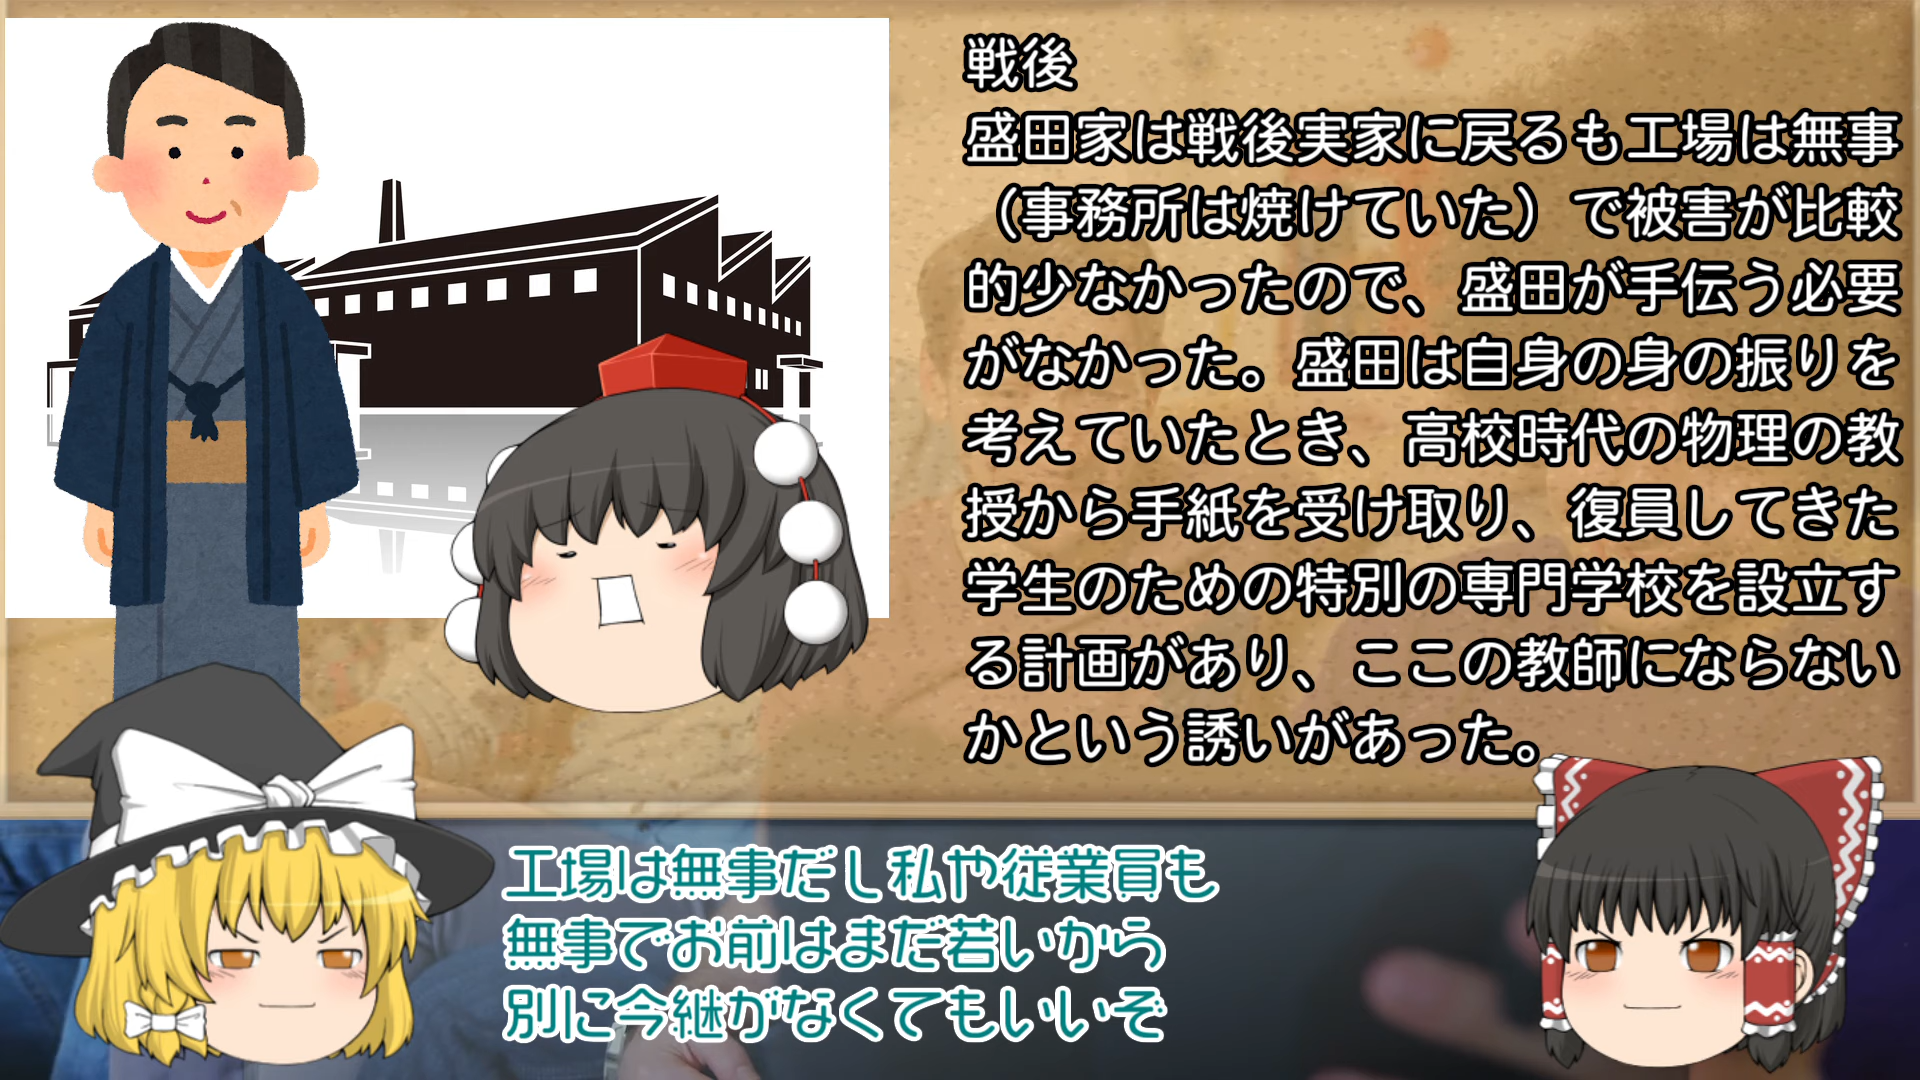 戦後
盛田家は戦後実家に戻るも工場は無事
（事務所は焼けていた）で被害が比較
的少なかったので、盛田が手伝う必要
がなかった。盛田は自身の身の振りを
考えていたとき、高校時代の物理の教
授から手紙を受け取り、復員してきた
学生のための特別の専門学校を設立す
る計画があり、ここの教師にならない
かという誘いがあった。
工場は無事だし私や従業員も
無事でお前はまだ若いから
別に今継がなくてもいいぞ